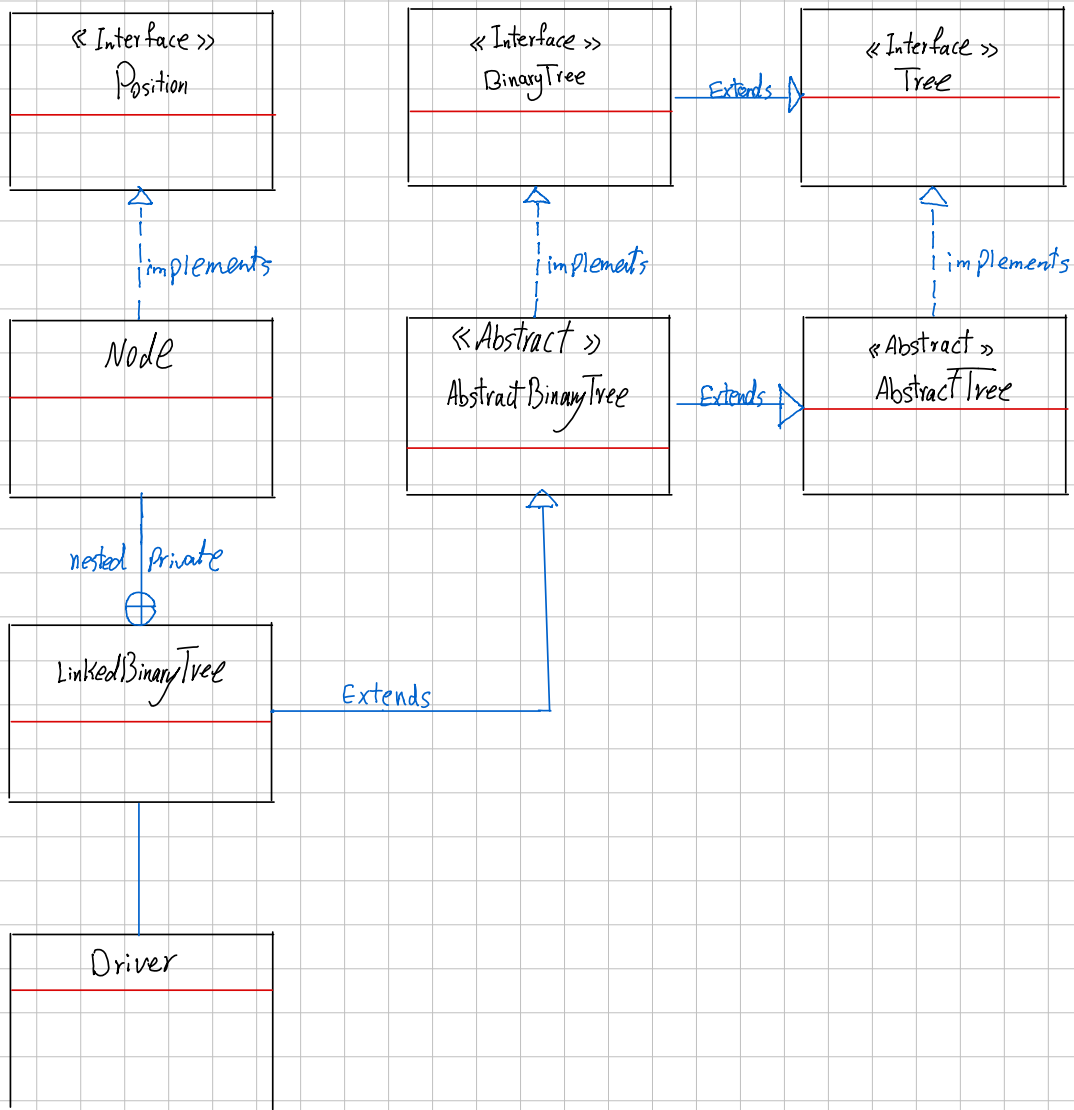 « Interface »
Position
« Interface »
BinaryTree
Extends
« Interface »
Tree
implements
implements
implements
Node
« Abstract »
AbstractBinaryTree
Extends
« Abstract »
AbstractTree
nested private
LinkedBinaryTree
Extends
Driver